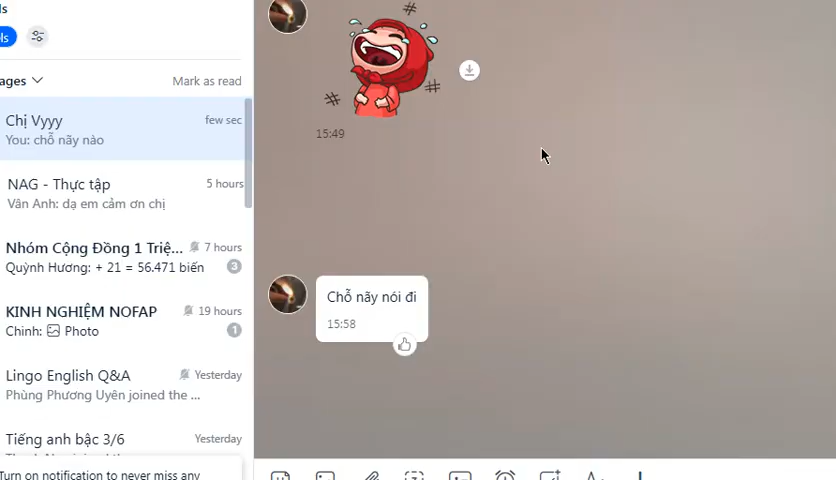 ls
ls
ages
Mark as read
Chị Vyyy
few sec
You: chỗ nãy nào
NAG - Thực tập
5 hours
Vân Anh: dạ em cảm ơn chị
Nhóm Cộng Đồng 1 Triệ...
7 hours
Quỳnh Hương: + 21 = 56.471 biến
3
KINH NGHIỆM NOFAP
19 hours
Chinh: Photo
1
Lingo English Q&A
Yesterday
Phùng Phương Uyên joined the ...
Tiếng anh bậc 3/6
Yesterday
Turn on notification to never miss any
15:49
Chỗ nãy nói đi
15:58